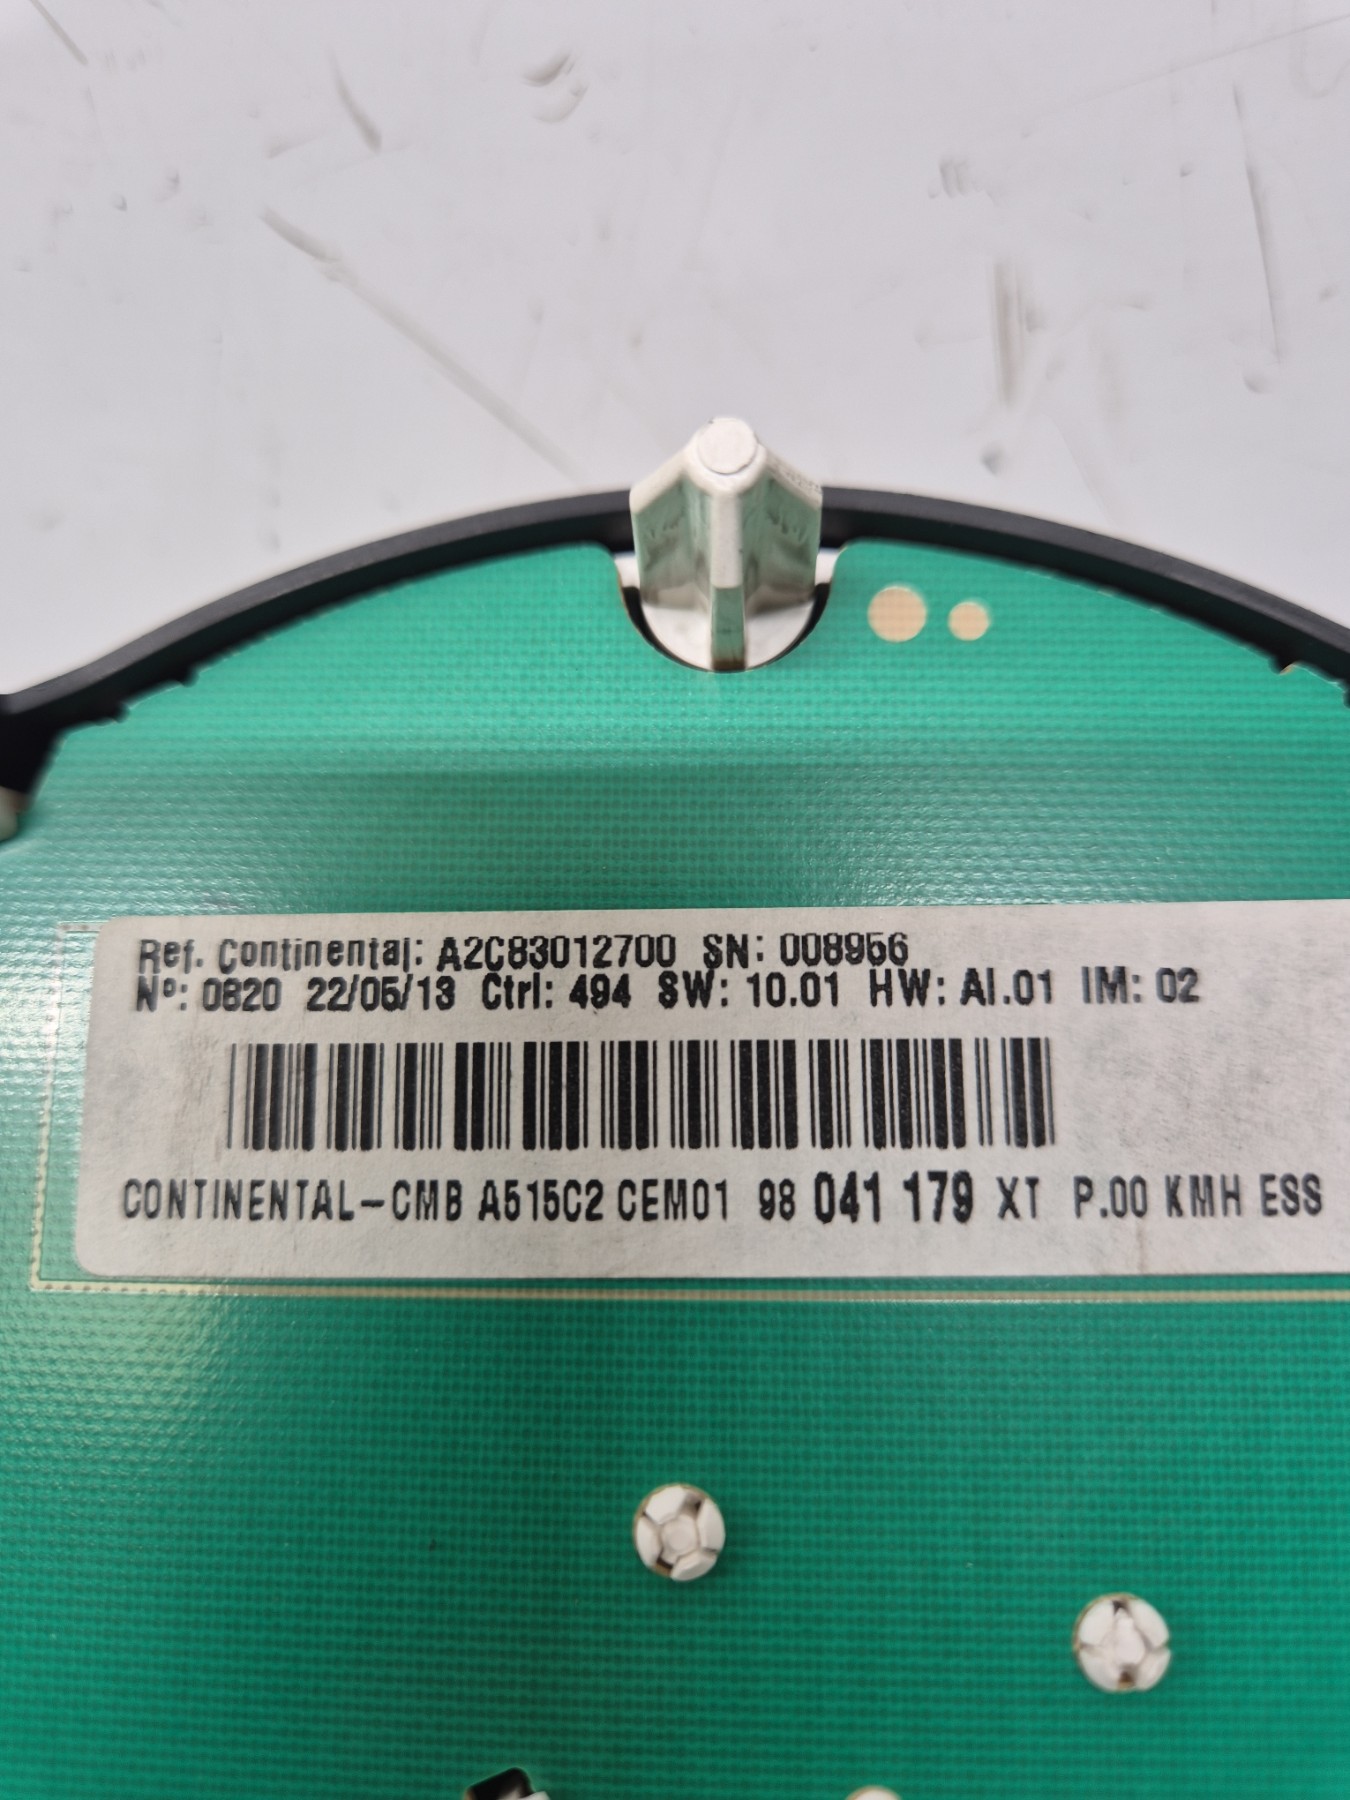 Ref. Continental: A2C83012700 SN: 008956
Nº: 0820 22/05/13 Ctrl: 494 SW: 10.01 HW: AI.01 IM: 02
CONTINENTAL-CMB A515C2 CEM01 98 041 179 XT P.00 KMH ESS